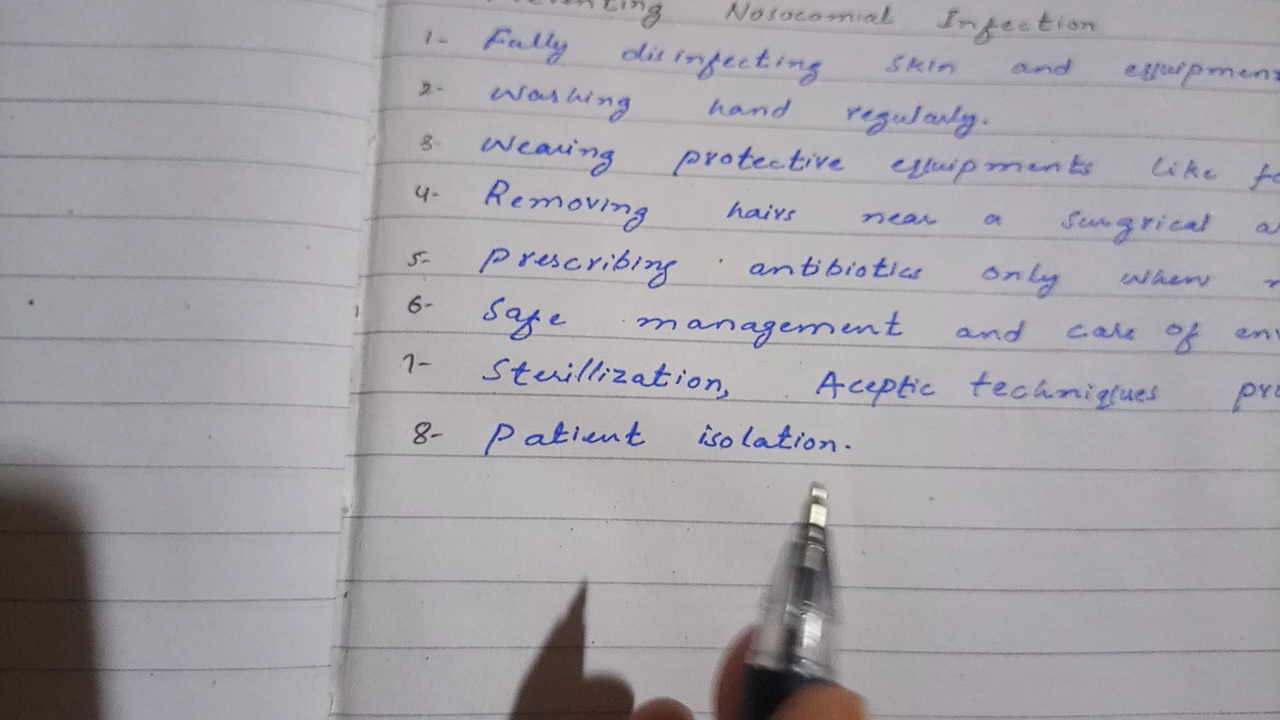 Nosocomial Infection
1- Fully disinfecting skin and equipment
2- Washing hand regularly.
3- Wearing protective equipments like
4- Removing hairs near a surgrical
5- Prescribing antibiotics only when
6- Safe management and care of
7- Sterillization, Aceptic techniques
8- Patient isolation.